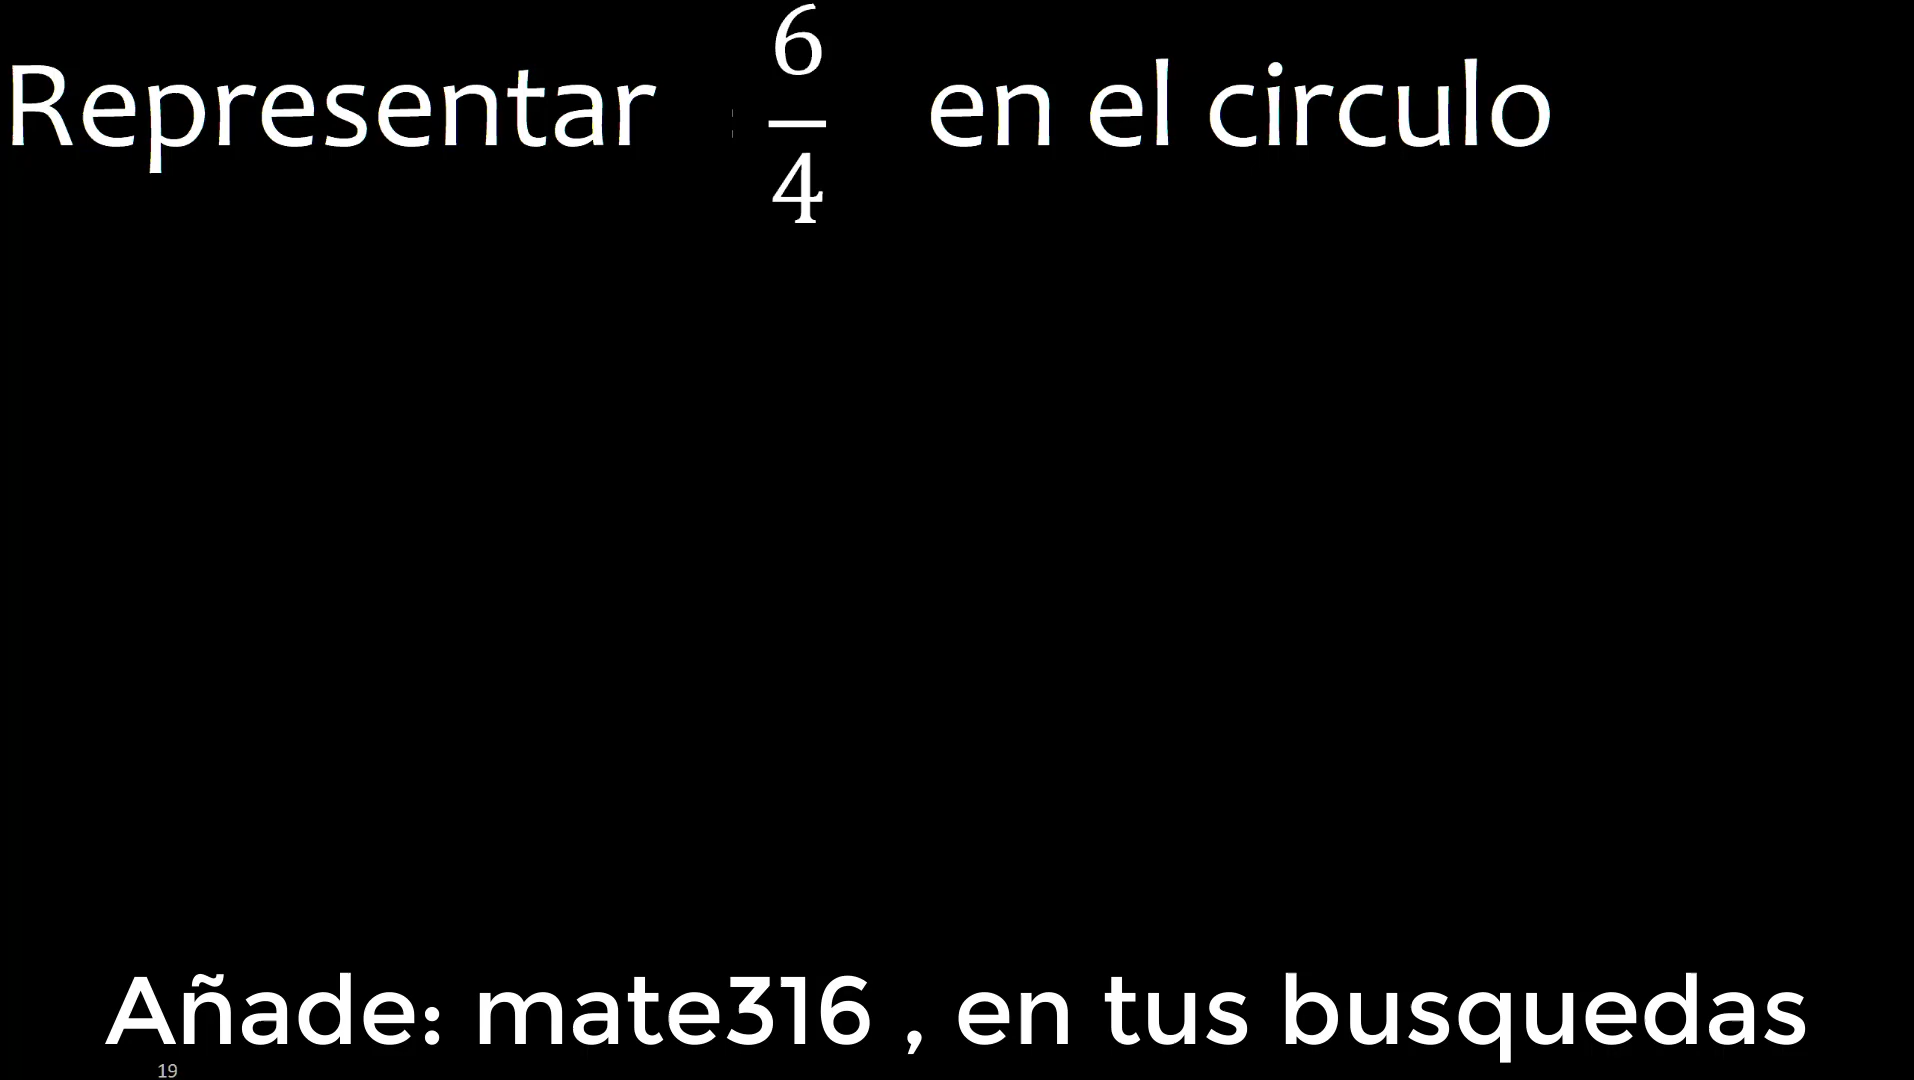 Representar 6/4 en el circulo
Añade: mate316 , en tus busquedas
19